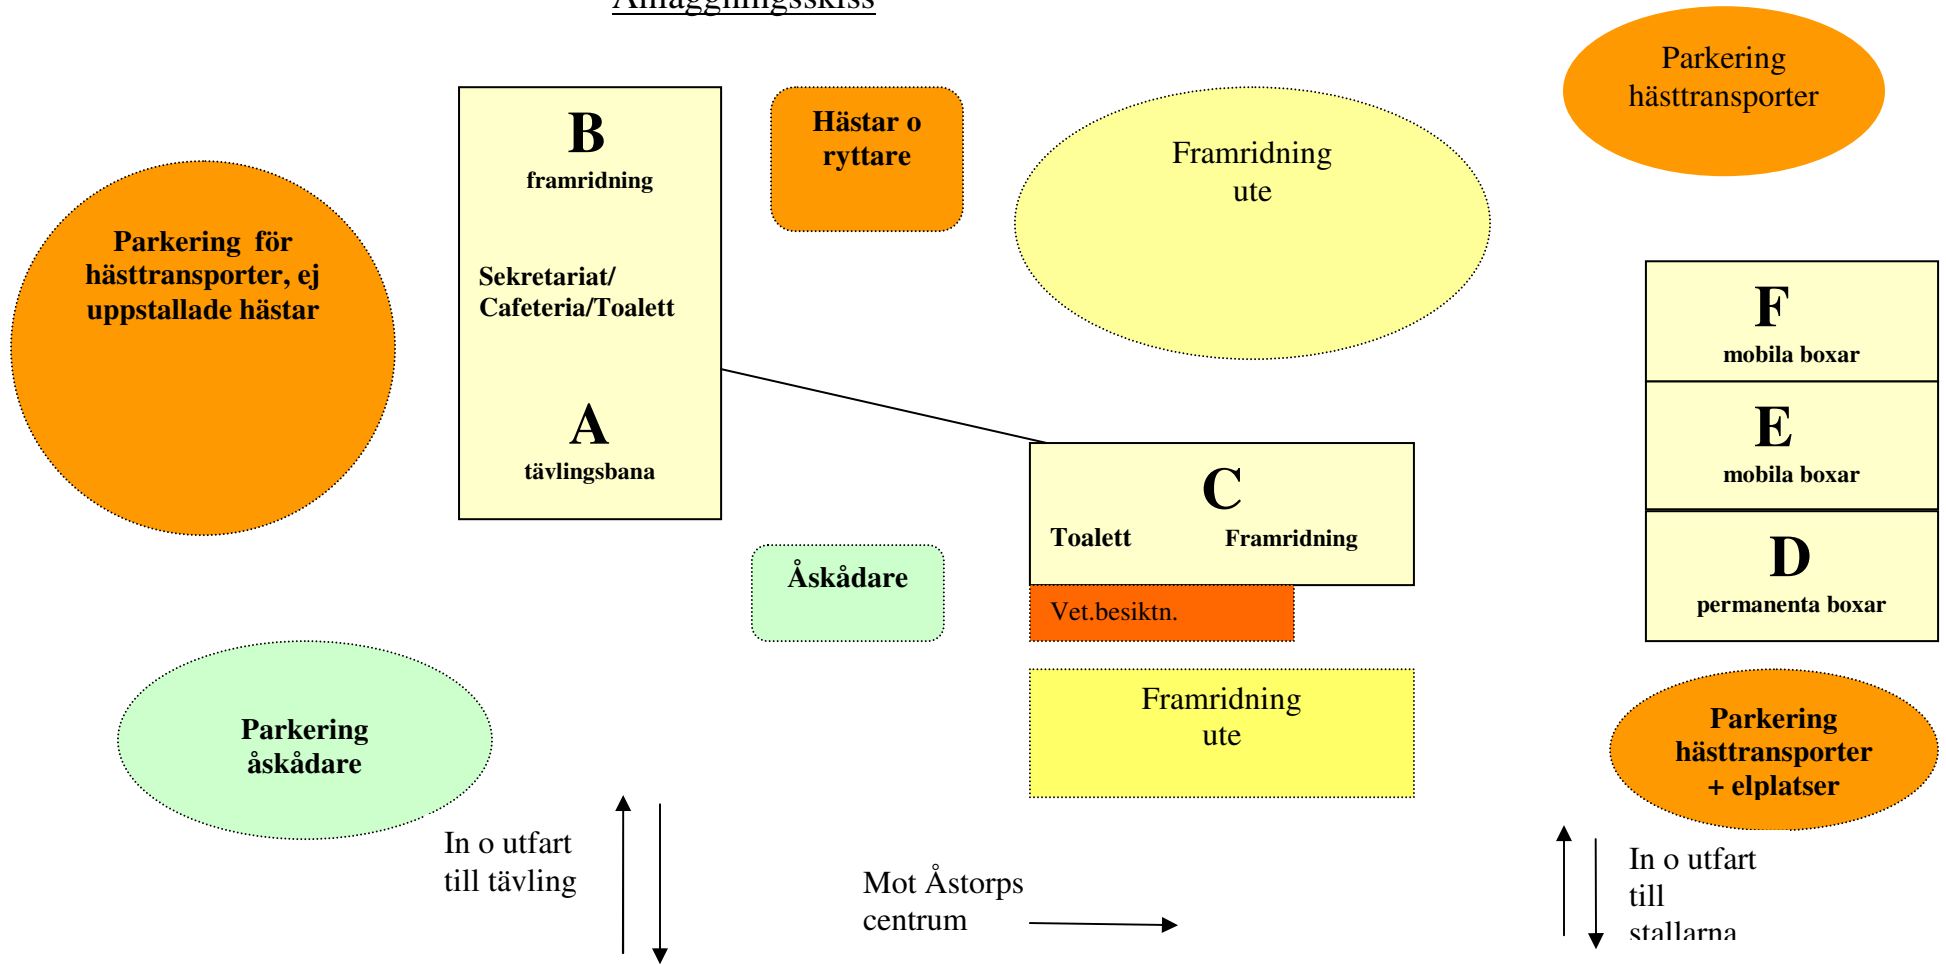 Anläggningsskiss
Parkering
hästtransporter
B
framridning
Sekretariat/
Cafeteria/Toalett
A
tävlingsbana
Hästar o
ryttare
Framridning
ute
Parkering för
hästtransporter, ej
uppstallade hästar
F
mobila boxar
E
mobila boxar
D
permanenta boxar
C
Toalett Framridning
Vet.besiktn.
Åskådare
Framridning
ute
Parkering
åskådare
Parkering
hästtransporter
+ elplatser
In o utfart
till tävling
Mot Åstorps
centrum
In o utfart
till
stallarna